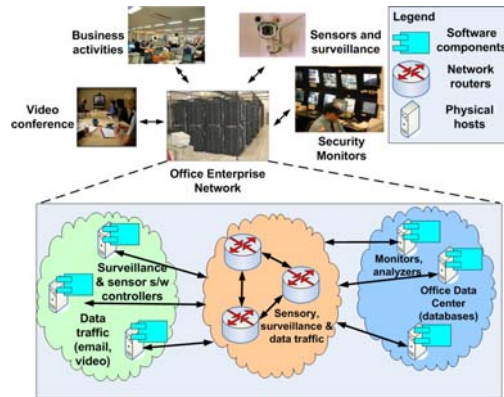 Business
activities
Sensors and
surveillance
Legend
Software
components
Network
routers
Physical
hosts
Video
conference
Security
Monitors
Office Enterprise
Network
Surveillance
& sensor s/w
controllers
Data
traffic
(email,
video)
Sensory,
surveillance &
data traffic
Monitors,
analyzers
Office Data
Center
(databases)